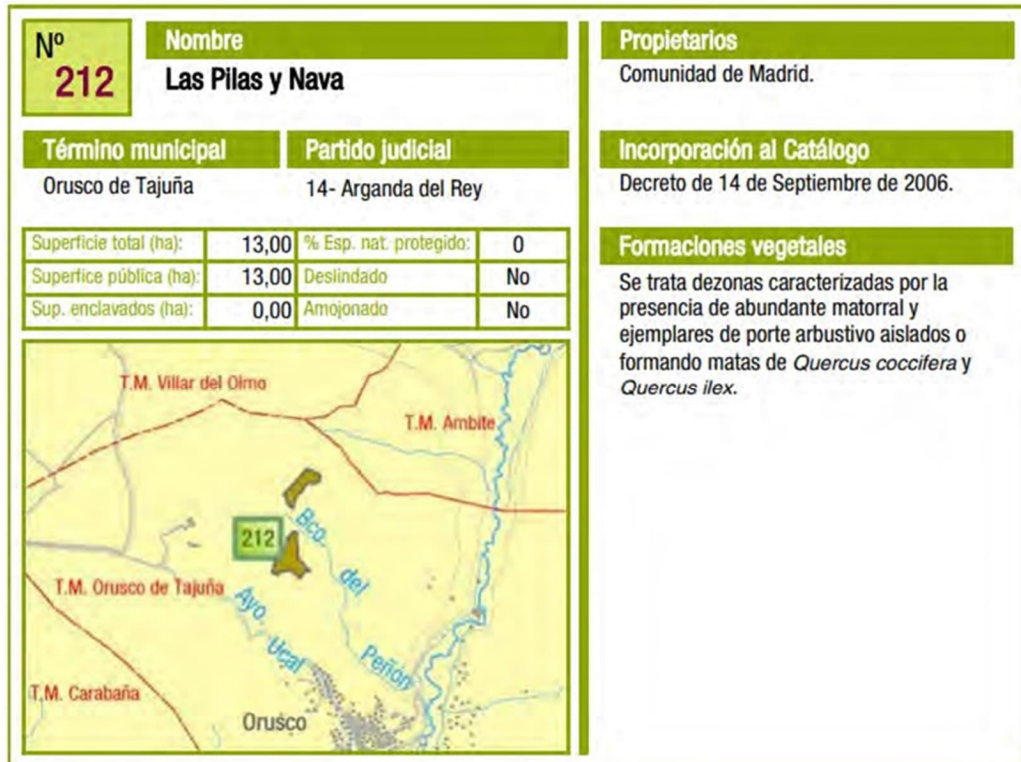 Nº
212
Nombre
Las Pilas y Nava
Término municipal
Orusco de Tajuña
Partido judicial
14- Arganda del Rey
Superficie total (ha): 13,00 % Esp. nat. protegido: 0
Superfice pública (ha): 13,00 Deslindado No
Sup. enclavados (ha): 0,00 Amojonado No
T.M. Villar del Olmo
T.M. Ambite
212
Bco. del Peñón
T.M. Orusco de Tajuña
Ayo. Ucal
T.M. Carabaña
Orusco
Propietarios
Comunidad de Madrid.
Incorporación al Catálogo
Decreto de 14 de Septiembre de 2006.
Formaciones vegetales
Se trata dezonas caracterizadas por la
presencia de abundante matorral y
ejemplares de porte arbustivo aislados o
formando matas de Quercus coccifera y
Quercus ilex.